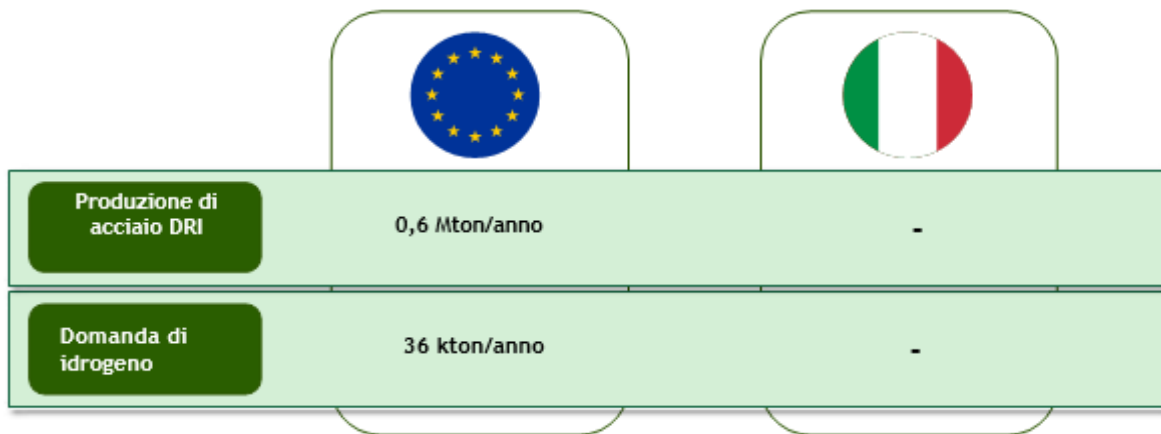 Produzione di
acciaio DRI
0,6 Mton/anno
-
Domanda di
idrogeno
36 kton/anno
-